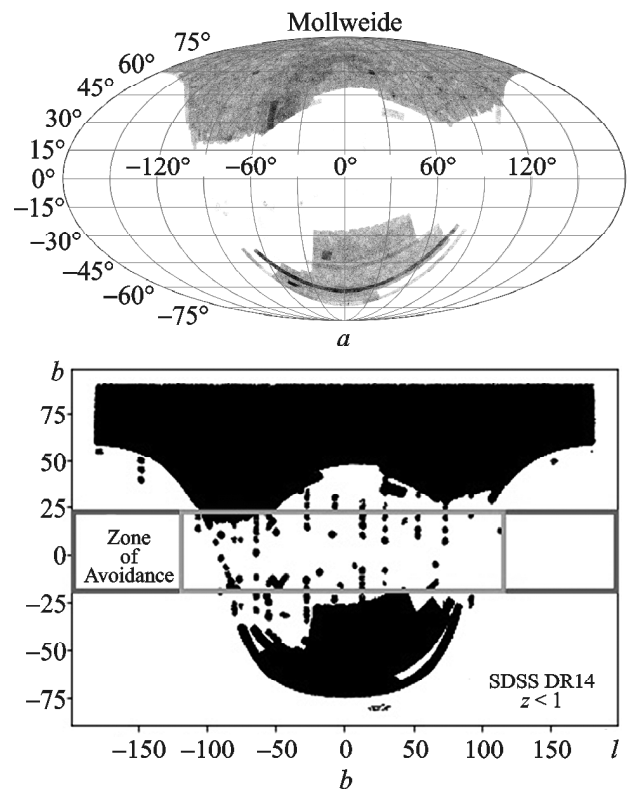 Mollweide
75°
60°
45°
30°
15°
0°
−15°
−30°
−45°
−60°
−75°
−120° −60° 0° 60° 120°
a
b
75
50
25
0
−25
−50
−75
Zone
of
Avoidance
SDSS DR14
z < 1
−150 −100 −50 0 50 100 150 l
b